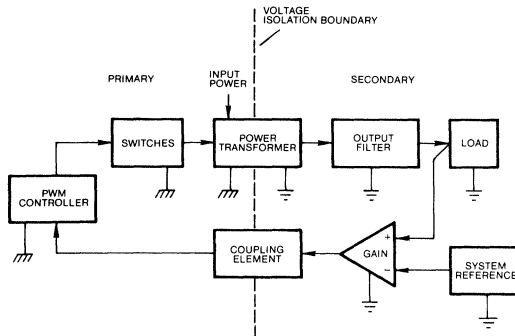 VOLTAGE
ISOLATION BOUNDARY
PRIMARY
INPUT
POWER
SECONDARY
SWITCHES
POWER
TRANSFORMER
OUTPUT
FILTER
LOAD
PWM
CONTROLLER
COUPLING
ELEMENT
+
GAIN
−
SYSTEM
REFERENCE